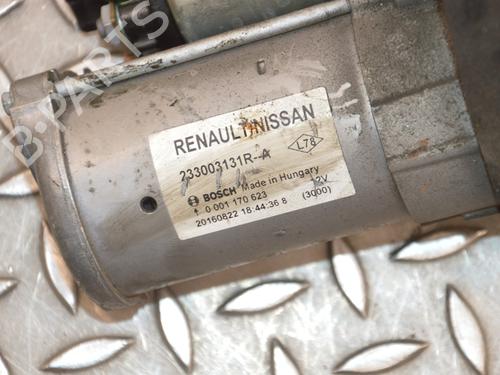 B-PARTS
RENAULT/NISSAN
233003131R--A
L78
BOSCH Made in Hungary
0 001 170 623 12V
20160822 18:44:36 8 (3000)